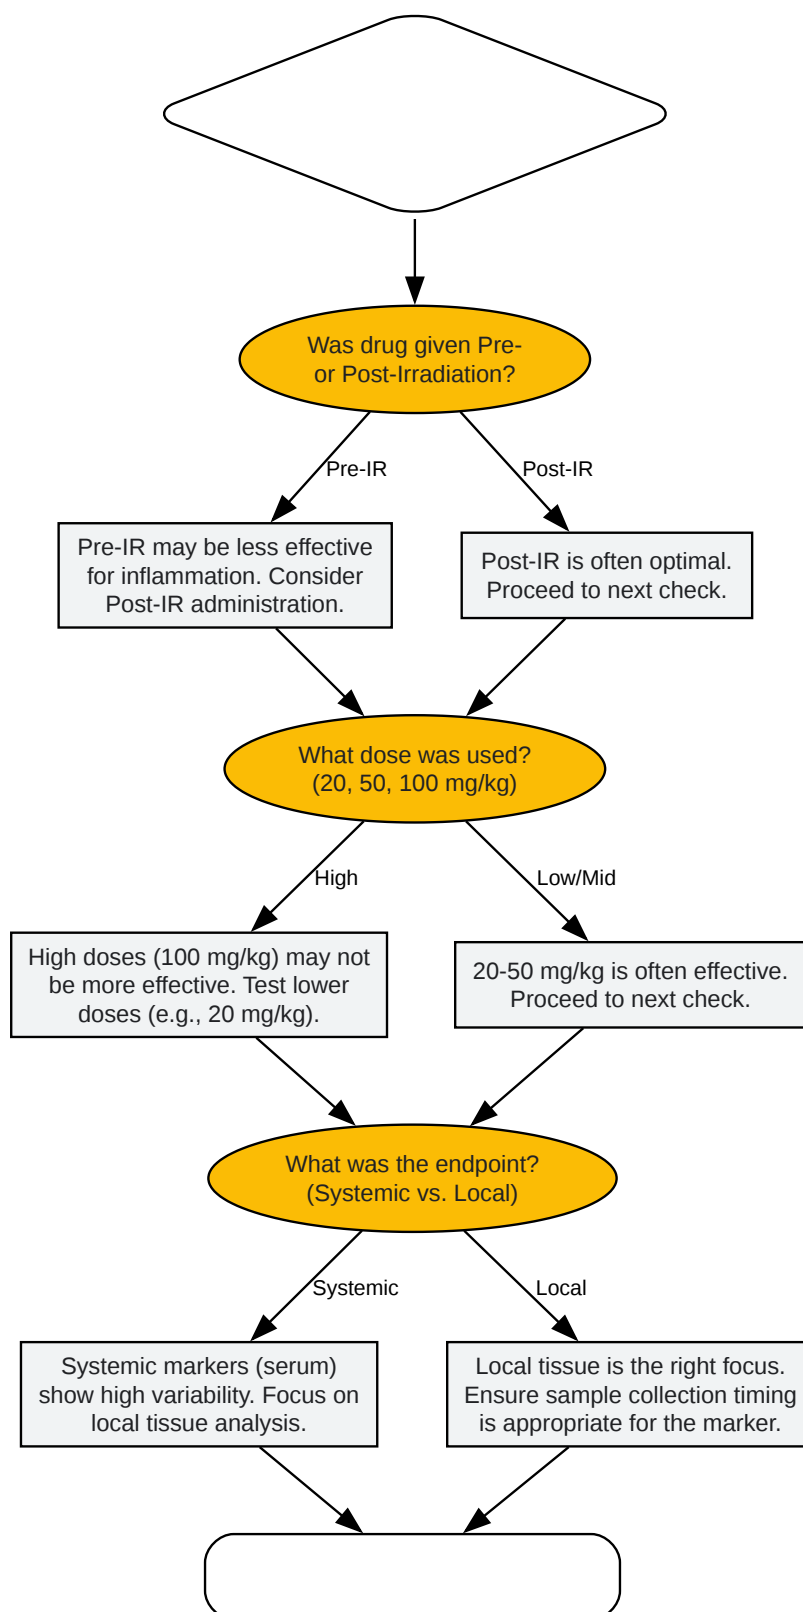 Was drug given Pre-
or Post-Irradiation?
Pre-IR
Post-IR
Pre-IR may be less effective
for inflammation. Consider
Post-IR administration.
Post-IR is often optimal.
Proceed to next check.
What dose was used?
(20, 50, 100 mg/kg)
High
Low/Mid
High doses (100 mg/kg) may not
be more effective. Test lower
doses (e.g., 20 mg/kg).
20-50 mg/kg is often effective.
Proceed to next check.
What was the endpoint?
(Systemic vs. Local)
Systemic
Local
Systemic markers (serum)
show high variability. Focus on
local tissue analysis.
Local tissue is the right focus.
Ensure sample collection timing
is appropriate for the marker.